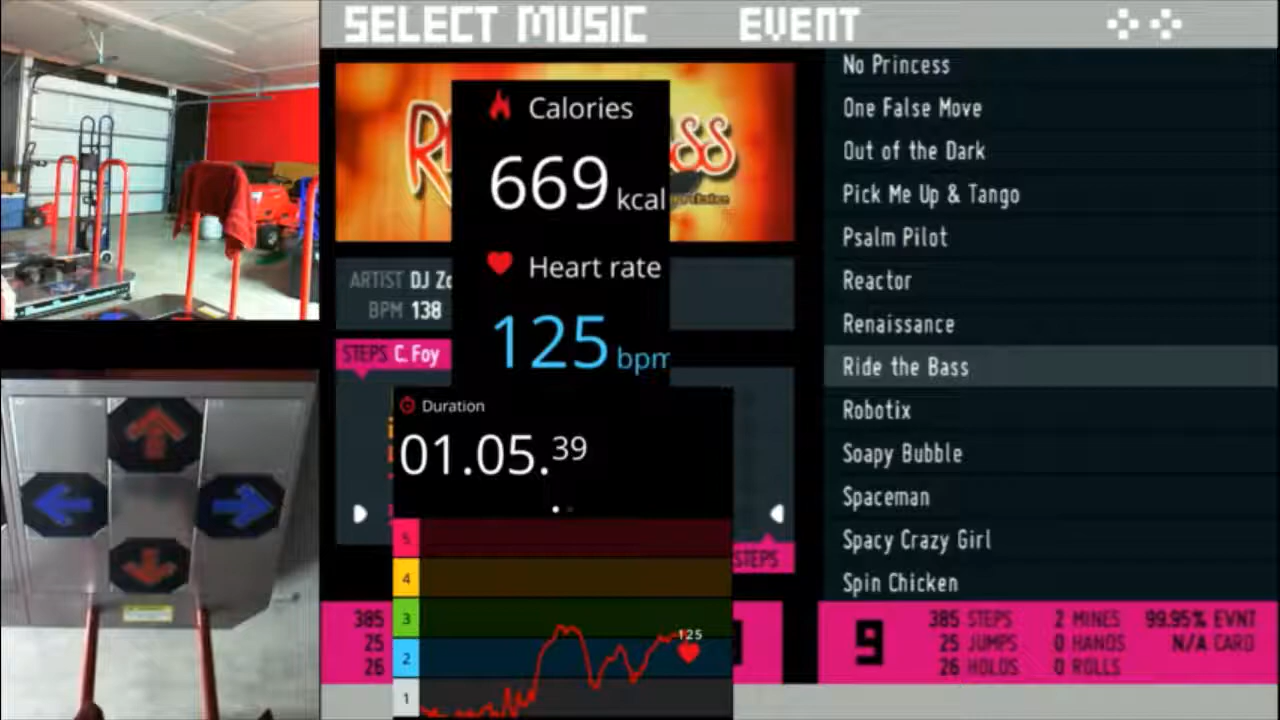 SELECT MUSIC EVENT
Calories
669 kcal
Heart rate
125 bpm
ARTIST DJ
BPM 138
STEPS C. Foy
Duration
01.05.39
5
4
3
2
1
125
STEPS
385
25
26
No Princess
One False Move
Out of the Dark
Pick Me Up & Tango
Psalm Pilot
Reactor
Renaissance
Ride the Bass
Robotix
Soapy Bubble
Spaceman
Spacy Crazy Girl
Spin Chicken
9
385 STEPS 2 MINES 99.95% EVNT
25 JUMPS 0 HANDS N/A CARD
26 HOLDS 0 ROLLS